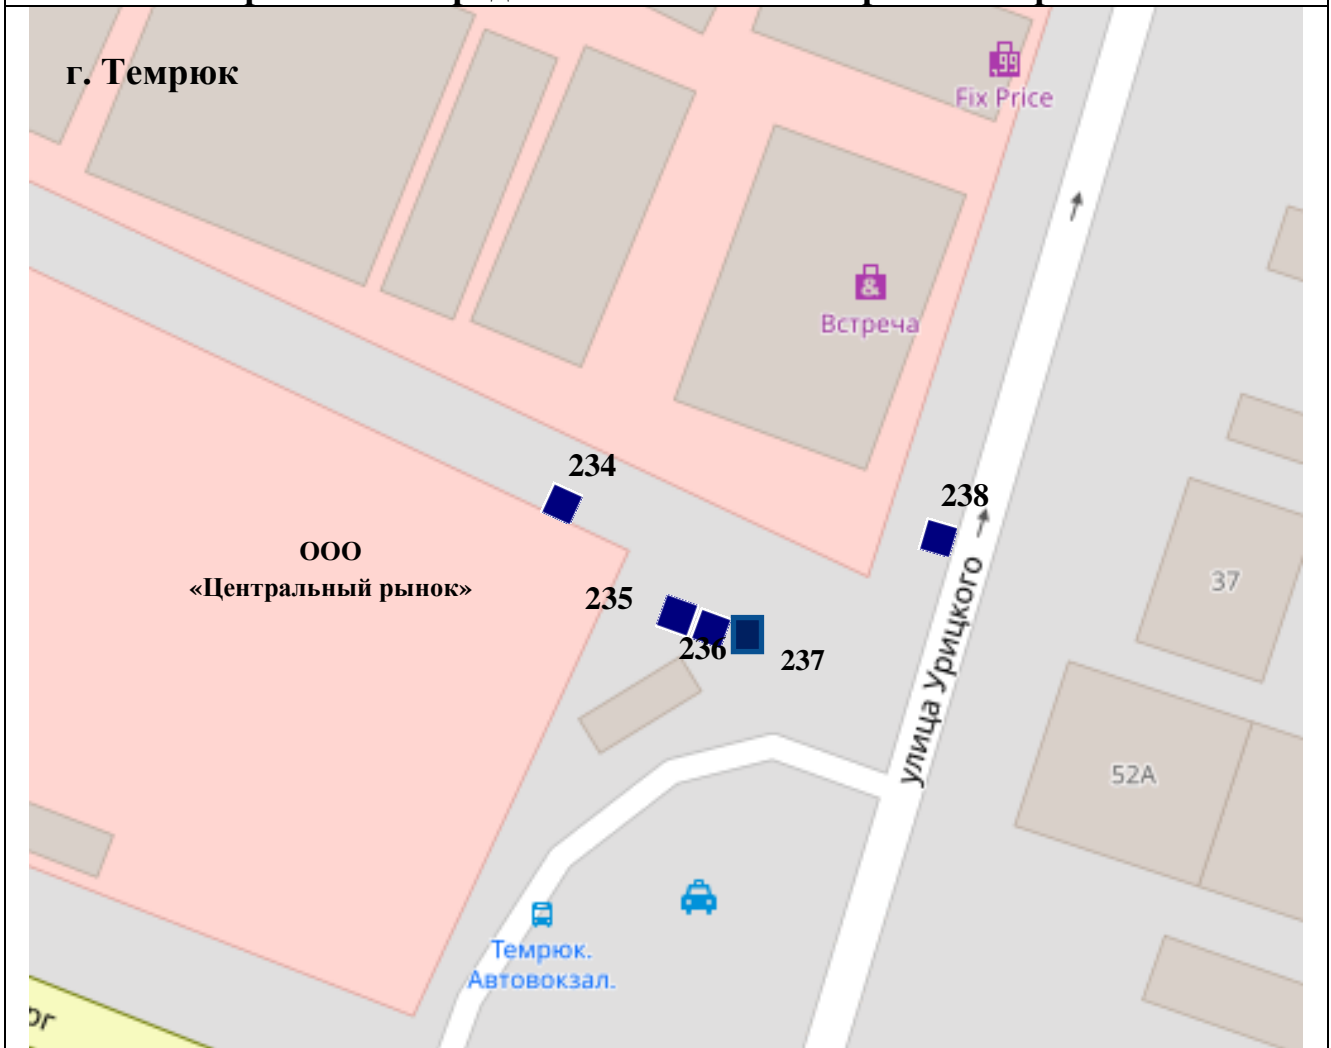 г. Темрюк
Fix Price
Встреча
234
238
ООО
«Центральный рынок»
235
236
237
улица Урицкого
37
52А
Темрюк.
Автовокзал.